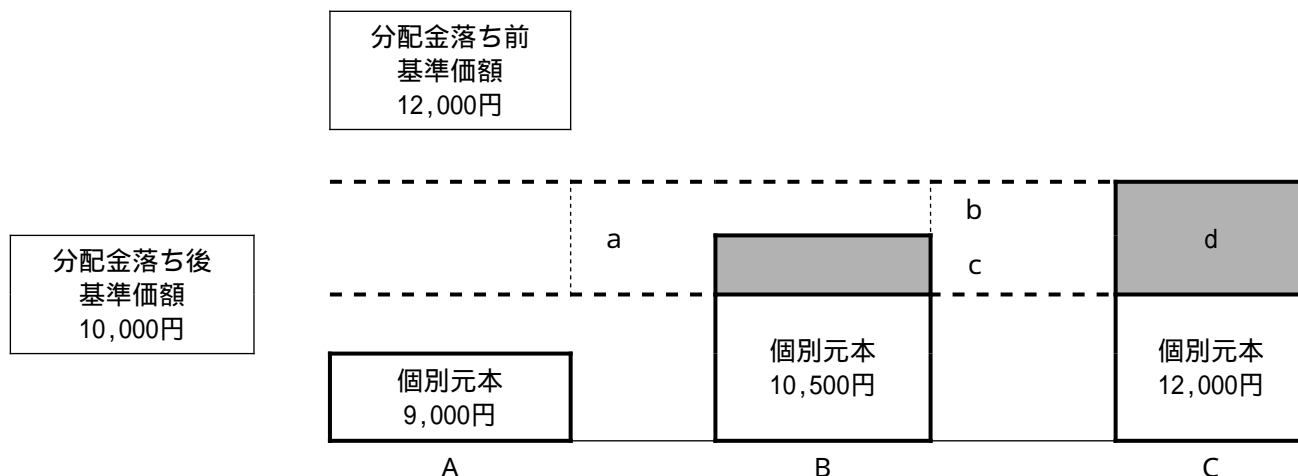 分配金落ち前
基準価額
12,000円
a
b
c
d
分配金落ち後
基準価額
10,000円
個別元本
9,000円
個別元本
10,500円
個別元本
12,000円
A
B
C